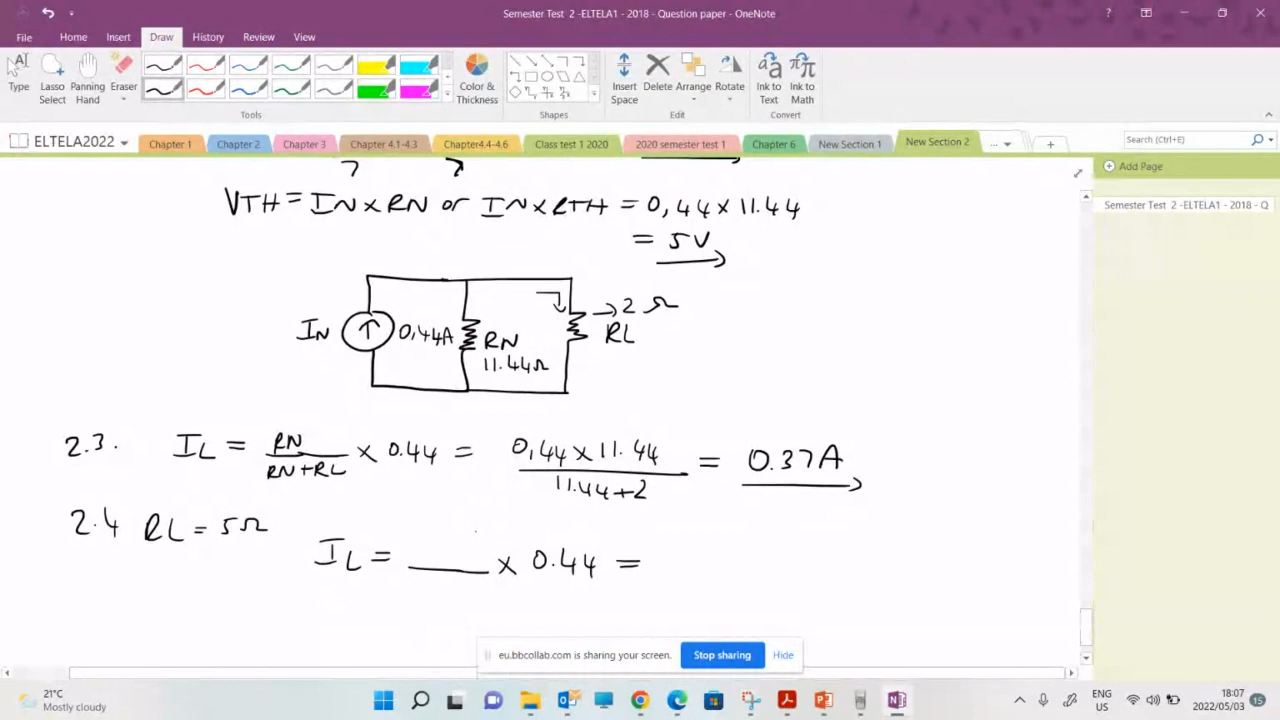 Semester Test 2 -ELTELA1 - 2018 - Question paper - OneNote
File Home Insert Draw History Review View
Type Lasso Select Panning Hand Eraser Color & Thickness Insert Space Delete Arrange Rotate Ink to Text Ink to Math
Tools Shapes Edit Convert
ELTELA2022 Chapter 1 Chapter 2 Chapter 3 Chapter 4.1-4.3 Chapter4.4-4.6 Class test 1 2020 2020 semester test 1 Chapter 6 New Section 1 New Section 2 ... Search (Ctrl+E)
Add Page
Semester Test 2 -ELTELA1 - 2018 - Q
VTH = IN x RN or IN x RTH = 0,44 x 11.44
= 5V
IN 0,44A RN 11.44Ω
→ 2 Ω
RL
2.3. IL = RN / RN+RL x 0.44 = 0,44 x 11.44 / 11.44+2 = 0.37A
2.4 RL = 5Ω
IL = ___ x 0.44 =
eu.bbcollab.com is sharing your screen. Stop sharing Hide
21°C
Mostly cloudy
ENG
US
18:07
2022/05/03
15